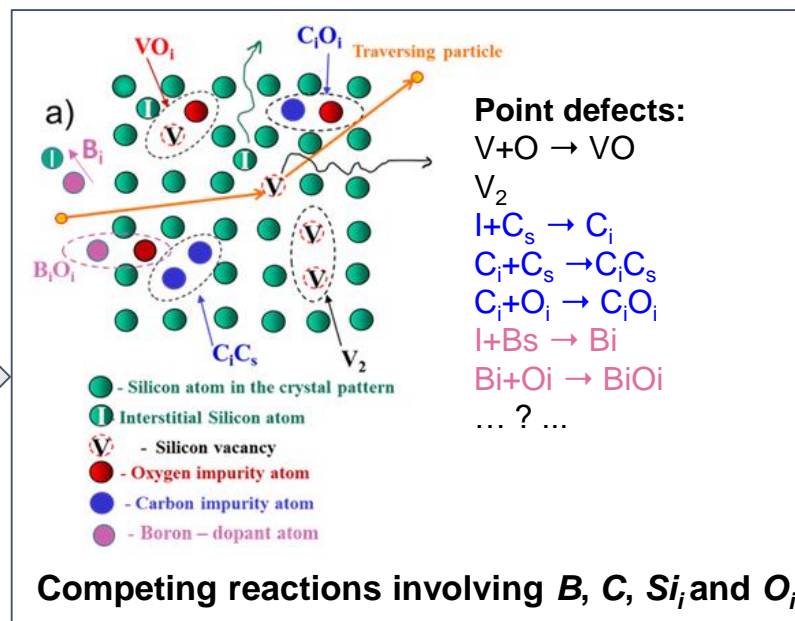 VOᵢ
CᵢOᵢ
Traversing particle
a)
I
V
I
I
Bᵢ
V
BᵢOᵢ
V
V
CᵢCₛ
V₂
- Silicon atom in the crystal pattern
I Interstitial Silicon atom
V - Silicon vacancy
- Oxygen impurity atom
- Carbon impurity atom
- Boron – dopant atom
Point defects:
V+O → VO
V₂
I+Cₛ → Cᵢ
Cᵢ+Cₛ →CᵢCₛ
Cᵢ+Oᵢ → CᵢOᵢ
I+Bs → Bi
Bi+Oi → BiOi
... ? ...
Competing reactions involving B, C, Siᵢ and Oᵢ